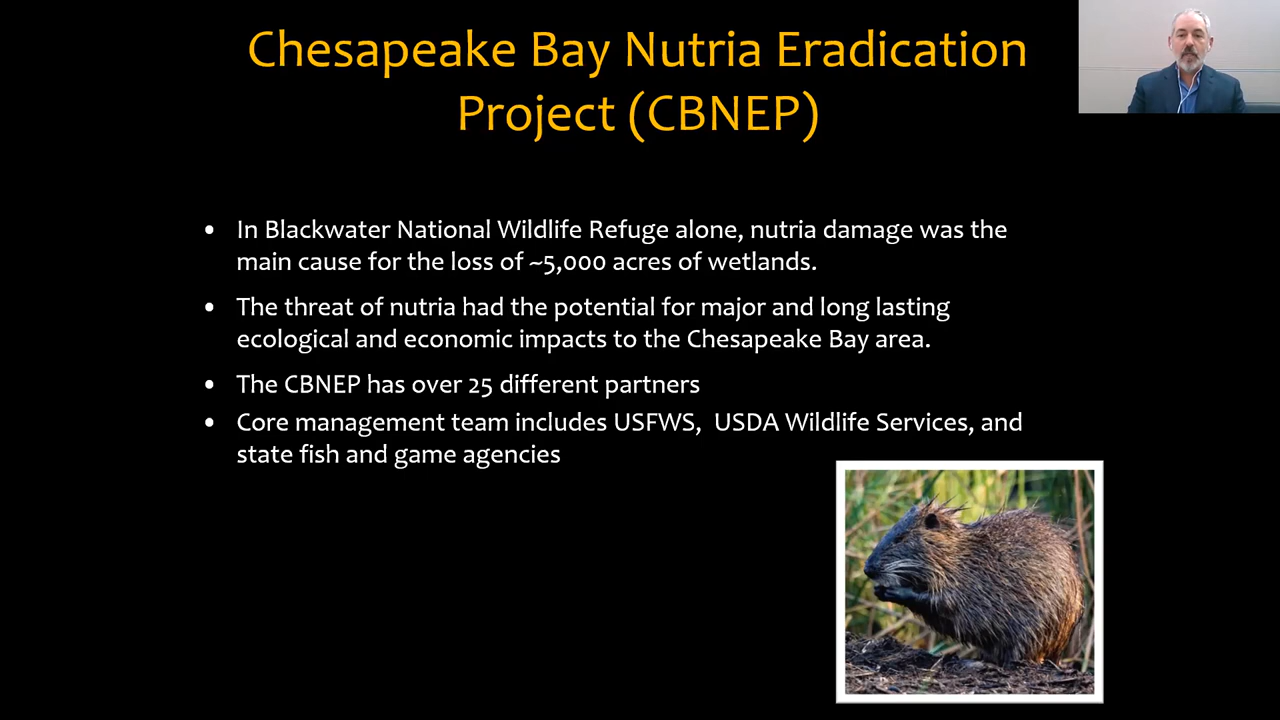 Chesapeake Bay Nutria Eradication
Project (CBNEP)
• In Blackwater National Wildlife Refuge alone, nutria damage was the
main cause for the loss of ~5,000 acres of wetlands.
• The threat of nutria had the potential for major and long lasting
ecological and economic impacts to the Chesapeake Bay area.
• The CBNEP has over 25 different partners
• Core management team includes USFWS,  USDA Wildlife Services, and
state fish and game agencies